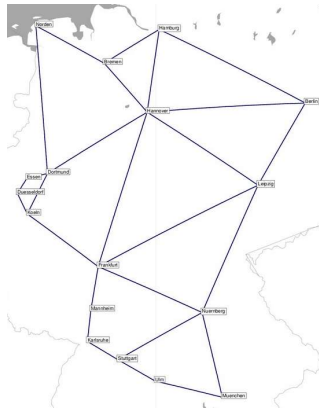 Norden
Hamburg
Bremen
Berlin
Hannover
Dortmund
Essen
Leipzig
Duesseldorf
Koeln
Frankfurt
Mannheim
Nuernberg
Karlsruhe
Stuttgart
Ulm
Muenchen